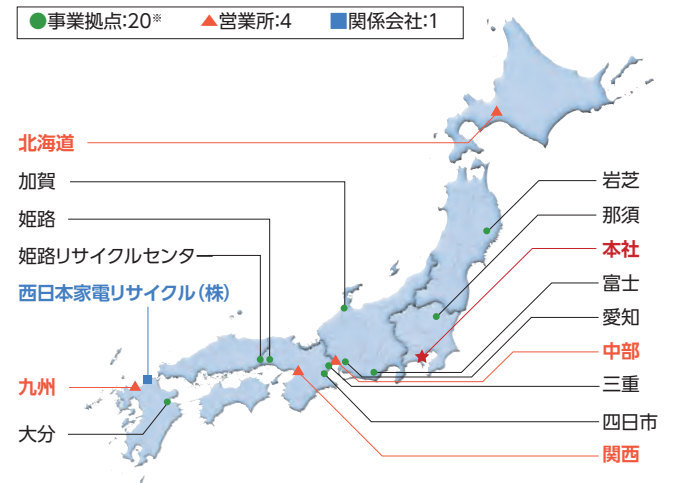 ●事業拠点:20※ ▲営業所:4 ■関係会社:1
北海道
加賀
姫路
姫路リサイクルセンター
西日本家電リサイクル(株)
九州
大分
岩芝
那須
本社
富士
愛知
中部
三重
四日市
関西